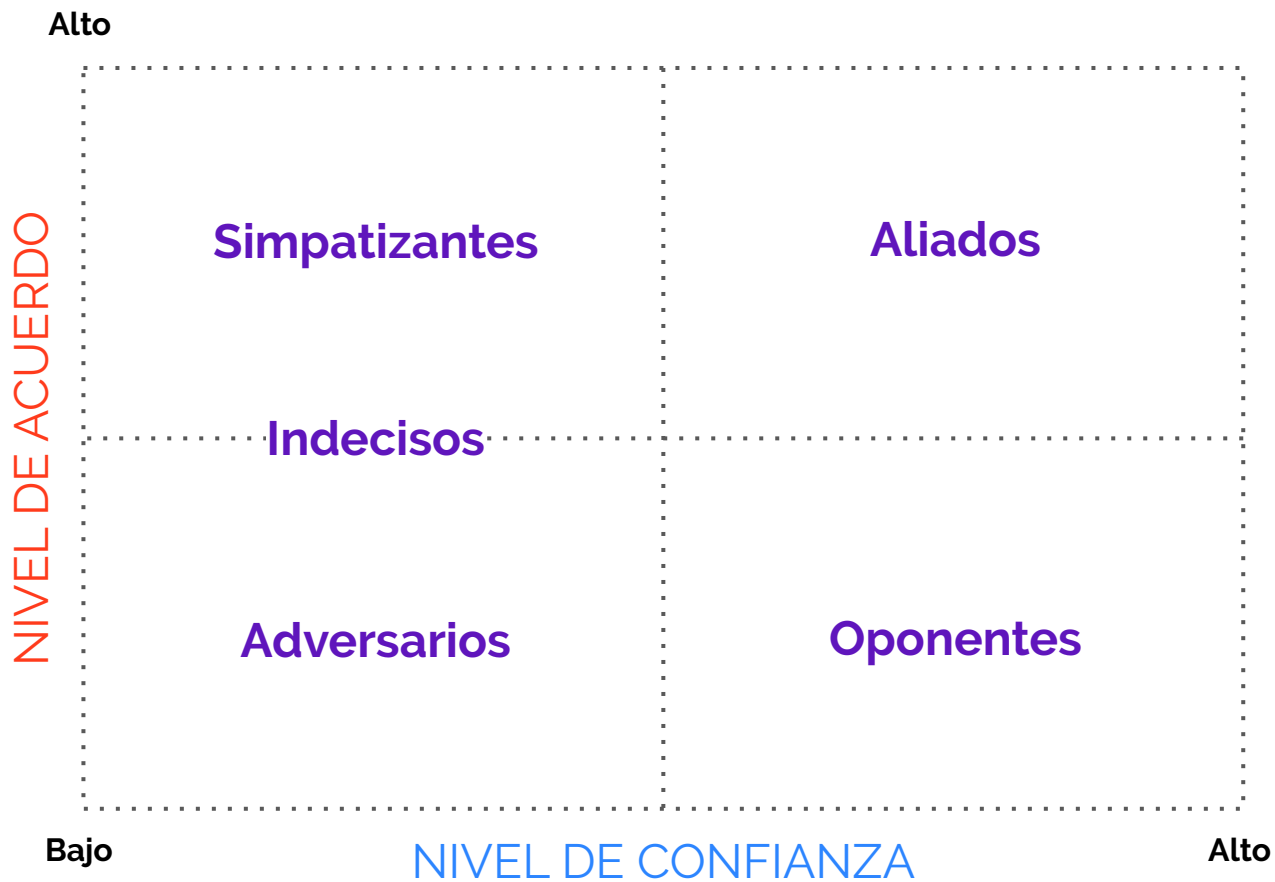 Alto
NIVEL DE ACUERDO
Simpatizantes
Aliados
Indecisos
Adversarios
Oponentes
Bajo
NIVEL DE CONFIANZA
Alto